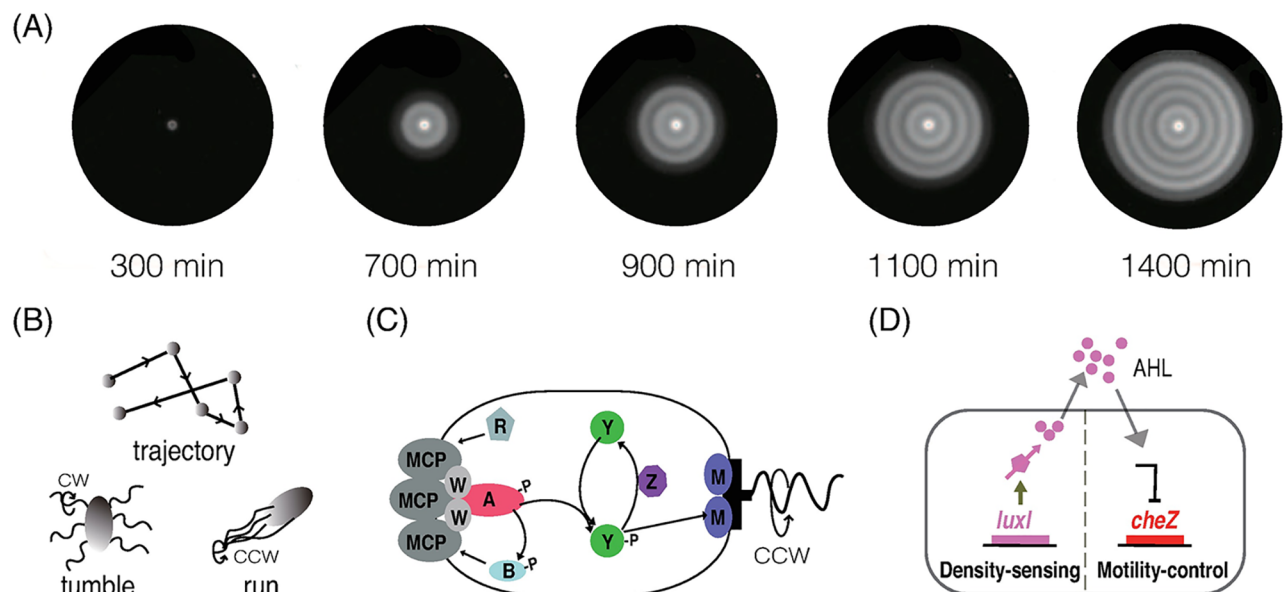 (A)
300 min
700 min
900 min
1100 min
1400 min
(B)
trajectory
CW
tumble
CCW
run
(C)
R
MCP
W
MCP
A
-P
W
MCP
B
-P
Y
Z
Y
-P
M
M
CCW
(D)
AHL
luxI
cheZ
Density-sensing
Motility-control